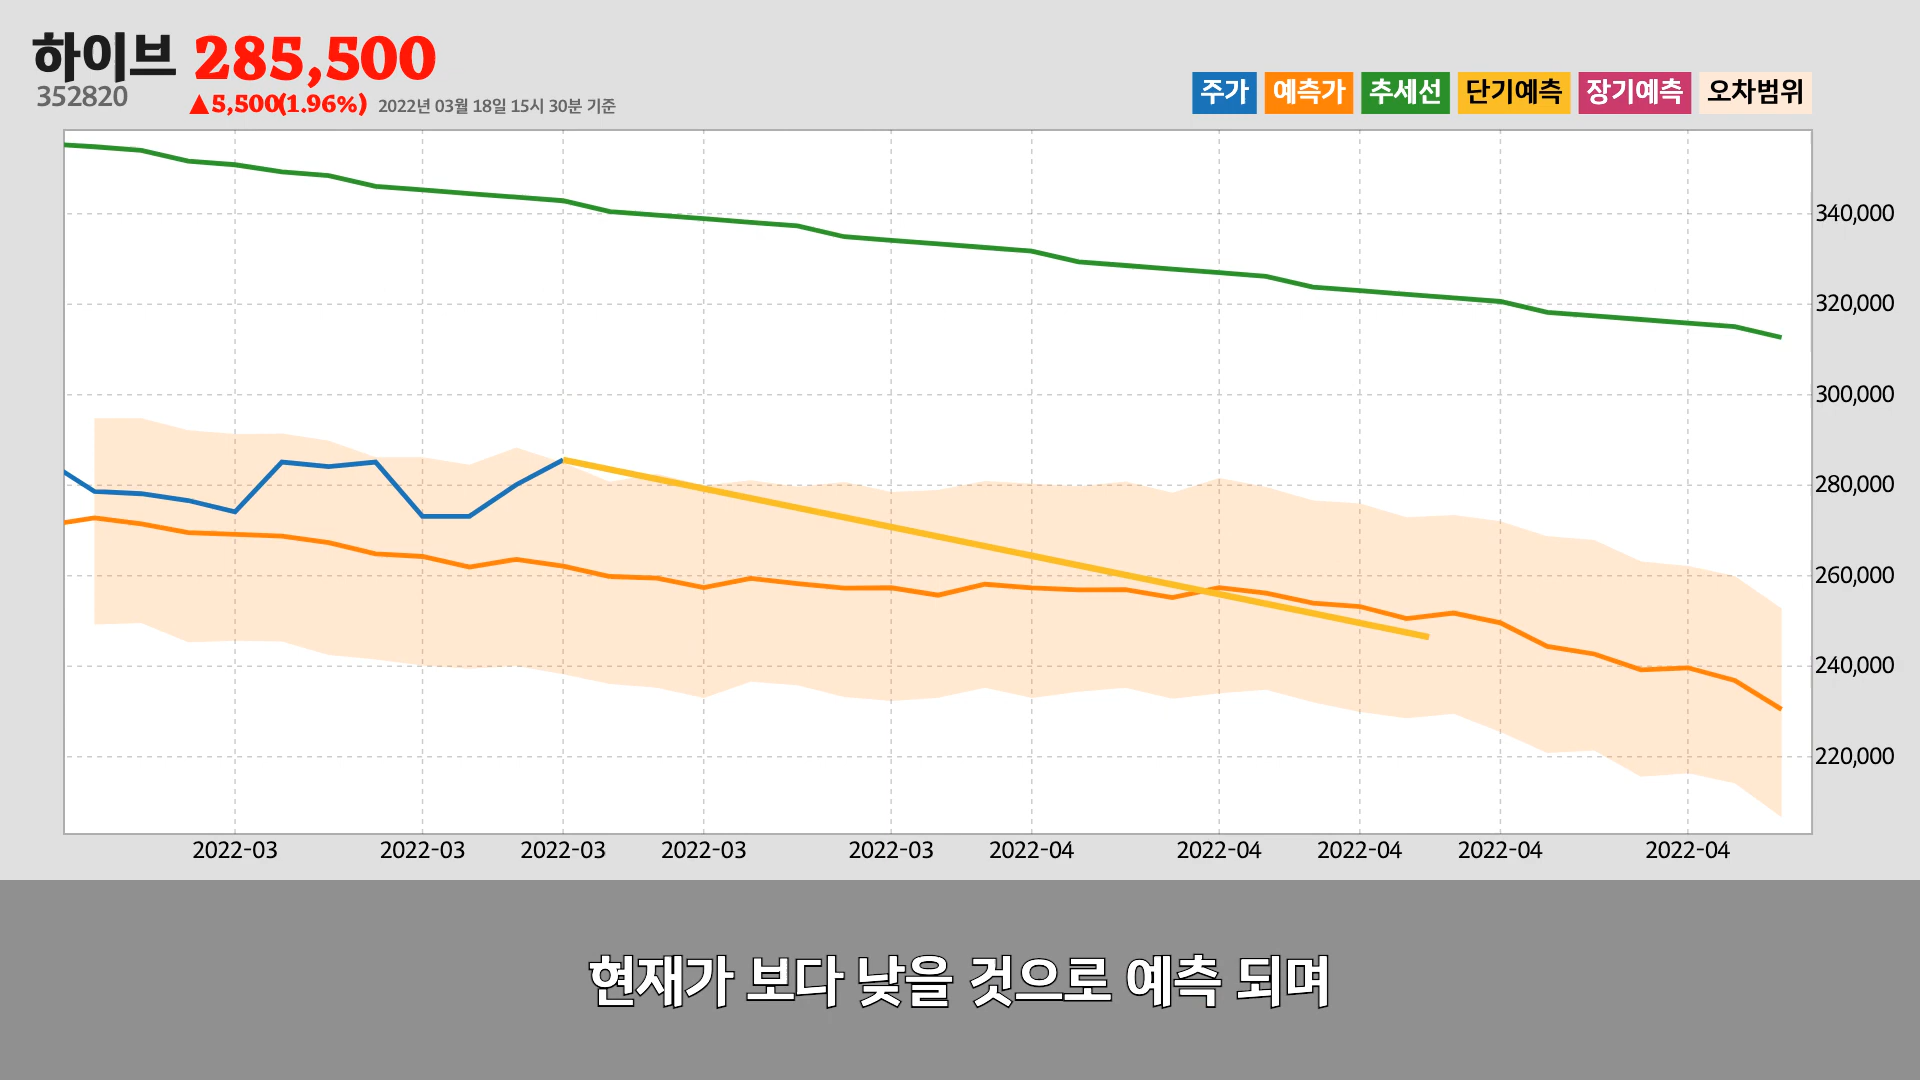 하이브 285,500
352820 ▲5,500(1.96%) 2022년 03월 18일 15시 30분 기준
주가 예측가 추세선 단기예측 장기예측 오차범위
340,000
320,000
300,000
280,000
260,000
240,000
220,000
2022-03 2022-03 2022-03 2022-03 2022-03 2022-04 2022-04 2022-04 2022-04 2022-04
현재가 보다 낮을 것으로 예측 되며